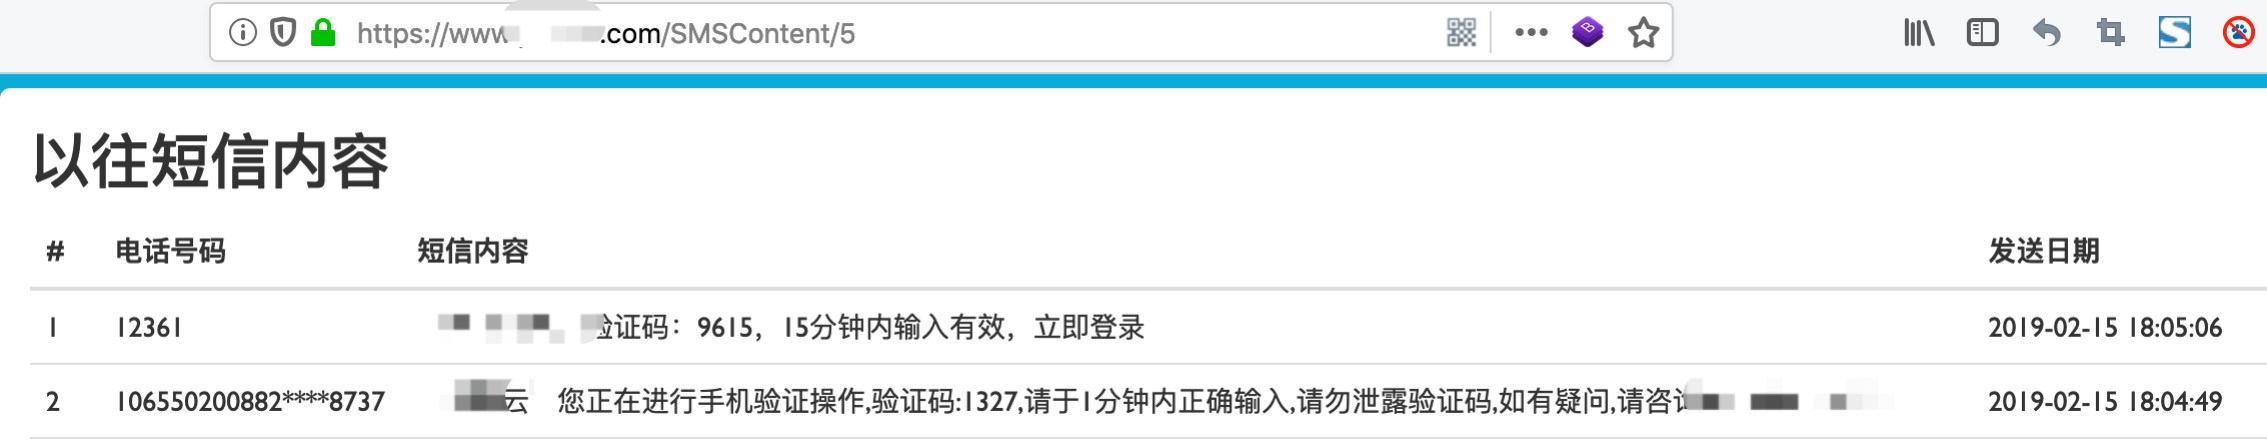 https://www.com/SMSContent/5
以往短信内容
# 电话号码 短信内容 发送日期
1 12361 验证码：9615，15分钟内输入有效，立即登录 2019-02-15 18:05:06
2 106550200882****8737 云 您正在进行手机验证操作,验证码:1327,请于1分钟内正确输入,请勿泄露验证码,如有疑问,请咨询 2019-02-15 18:04:49